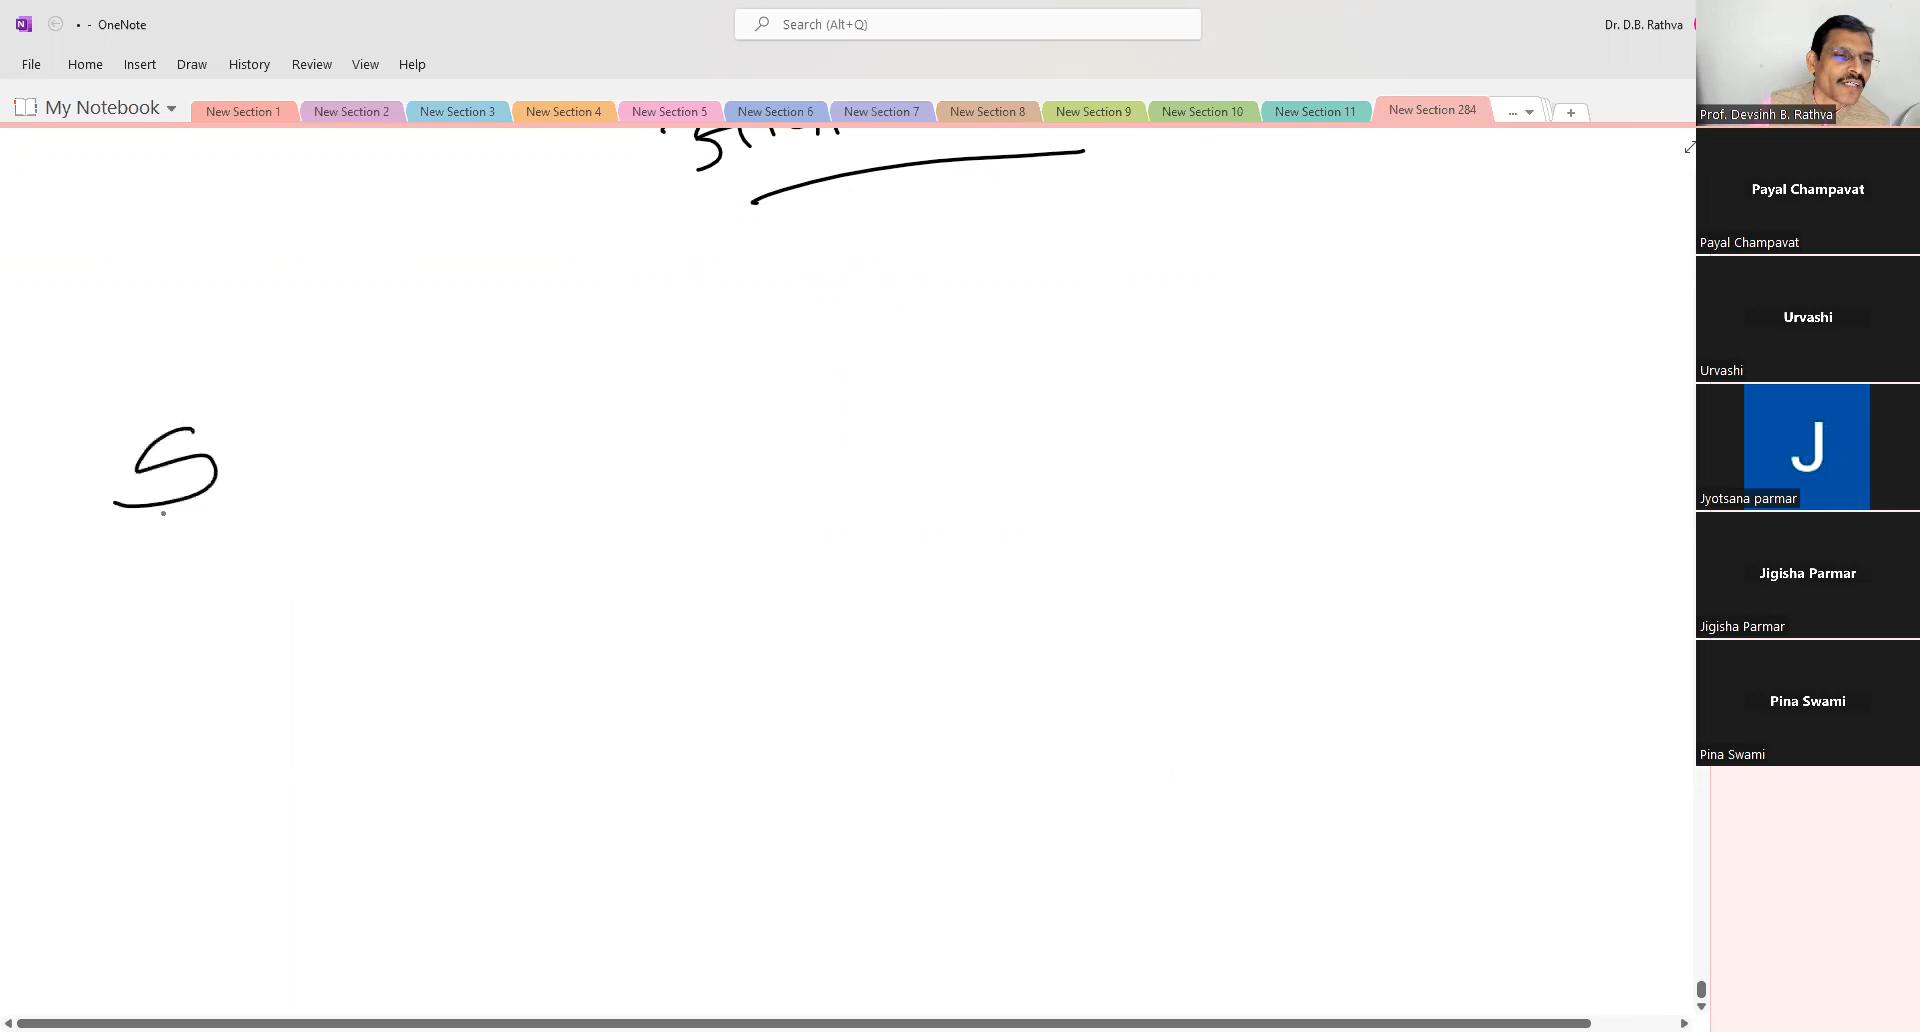 • - OneNote
Search (Alt+Q)
Dr. D.B. Rathva
File Home Insert Draw History Review View Help
My Notebook New Section 1 New Section 2 New Section 3 New Section 4 New Section 5 New Section 6 New Section 7 New Section 8 New Section 9 New Section 10 New Section 11 New Section 284 ... +
S
Prof. Devsinh B. Rathva
Payal Champavat
Payal Champavat
Urvashi
Urvashi
J
Jyotsana parmar
Jigisha Parmar
Jigisha Parmar
Pina Swami
Pina Swami